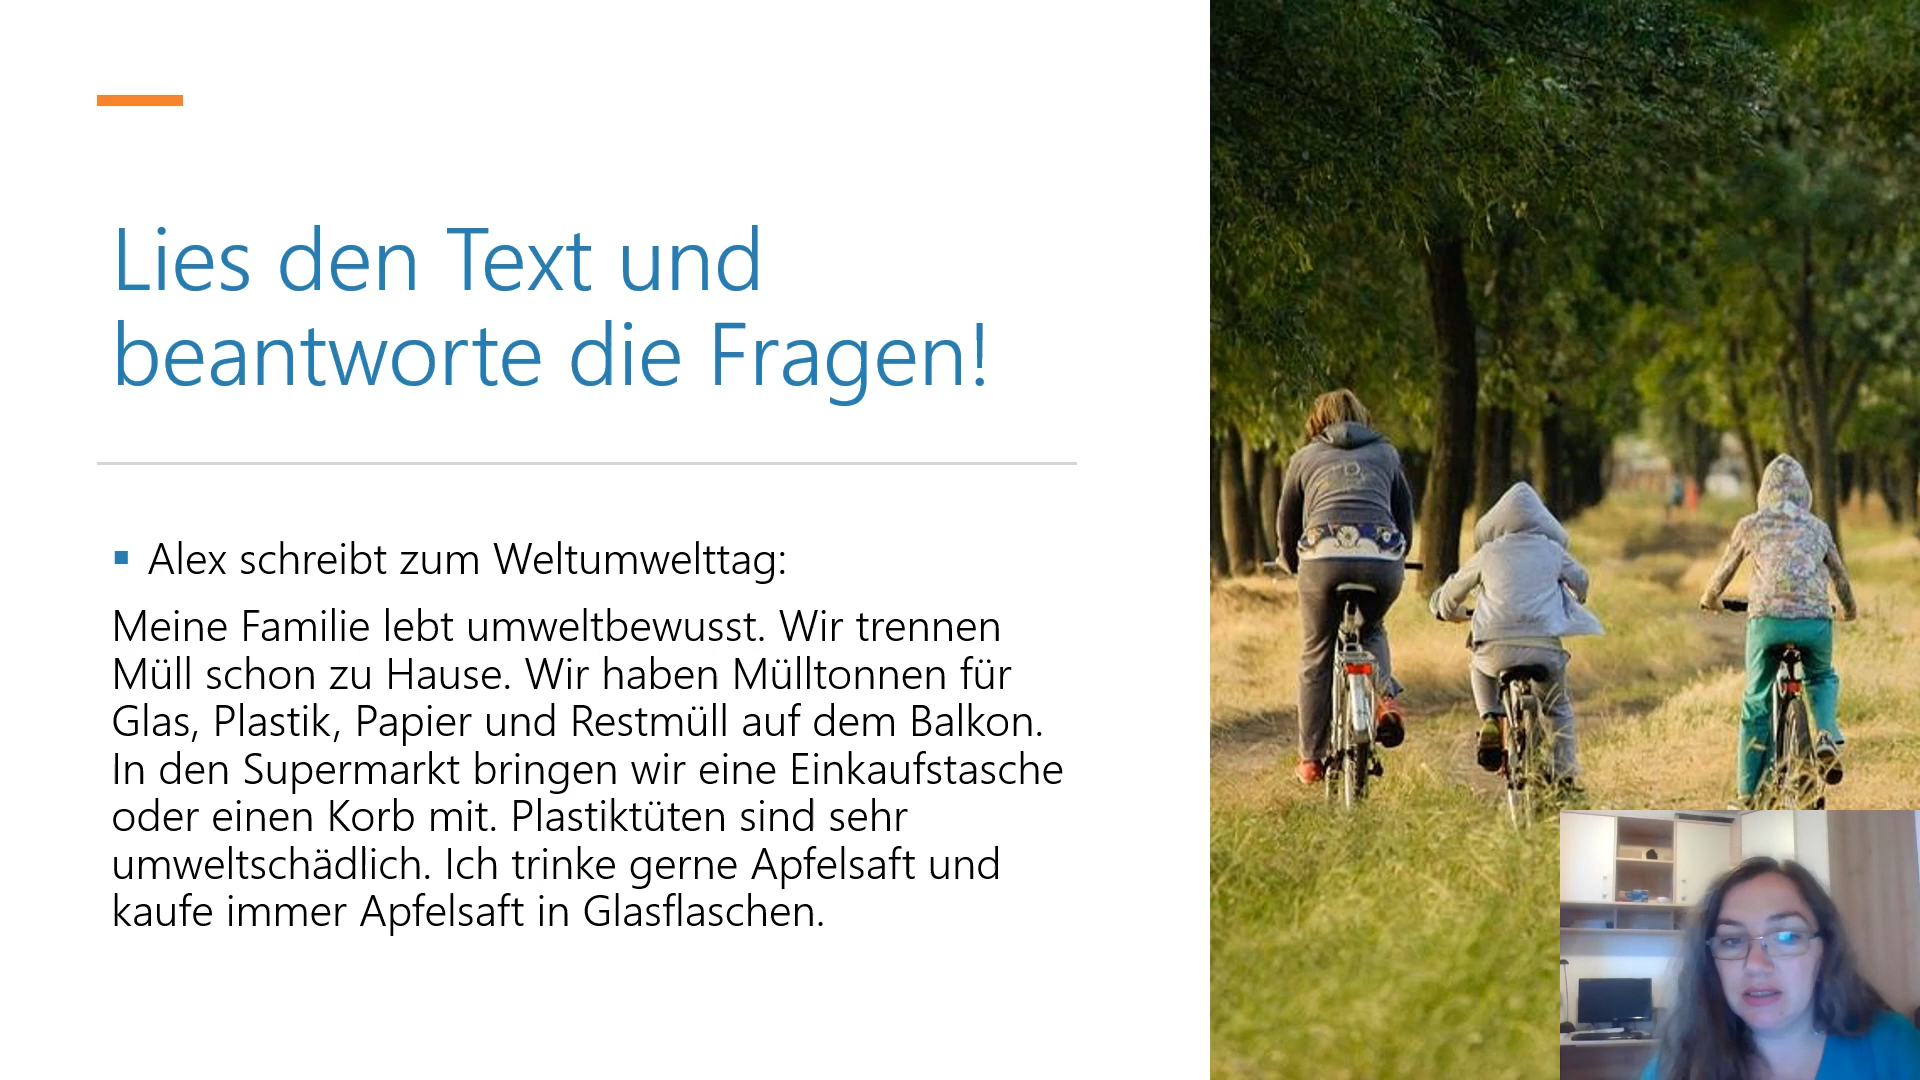 Lies den Text und
beantworte die Fragen!
▪ Alex schreibt zum Weltumwelttag:
Meine Familie lebt umweltbewusst. Wir trennen
Müll schon zu Hause. Wir haben Mülltonnen für
Glas, Plastik, Papier und Restmüll auf dem Balkon.
In den Supermarkt bringen wir eine Einkaufstasche
oder einen Korb mit. Plastiktüten sind sehr
umweltschädlich. Ich trinke gerne Apfelsaft und
kaufe immer Apfelsaft in Glasflaschen.